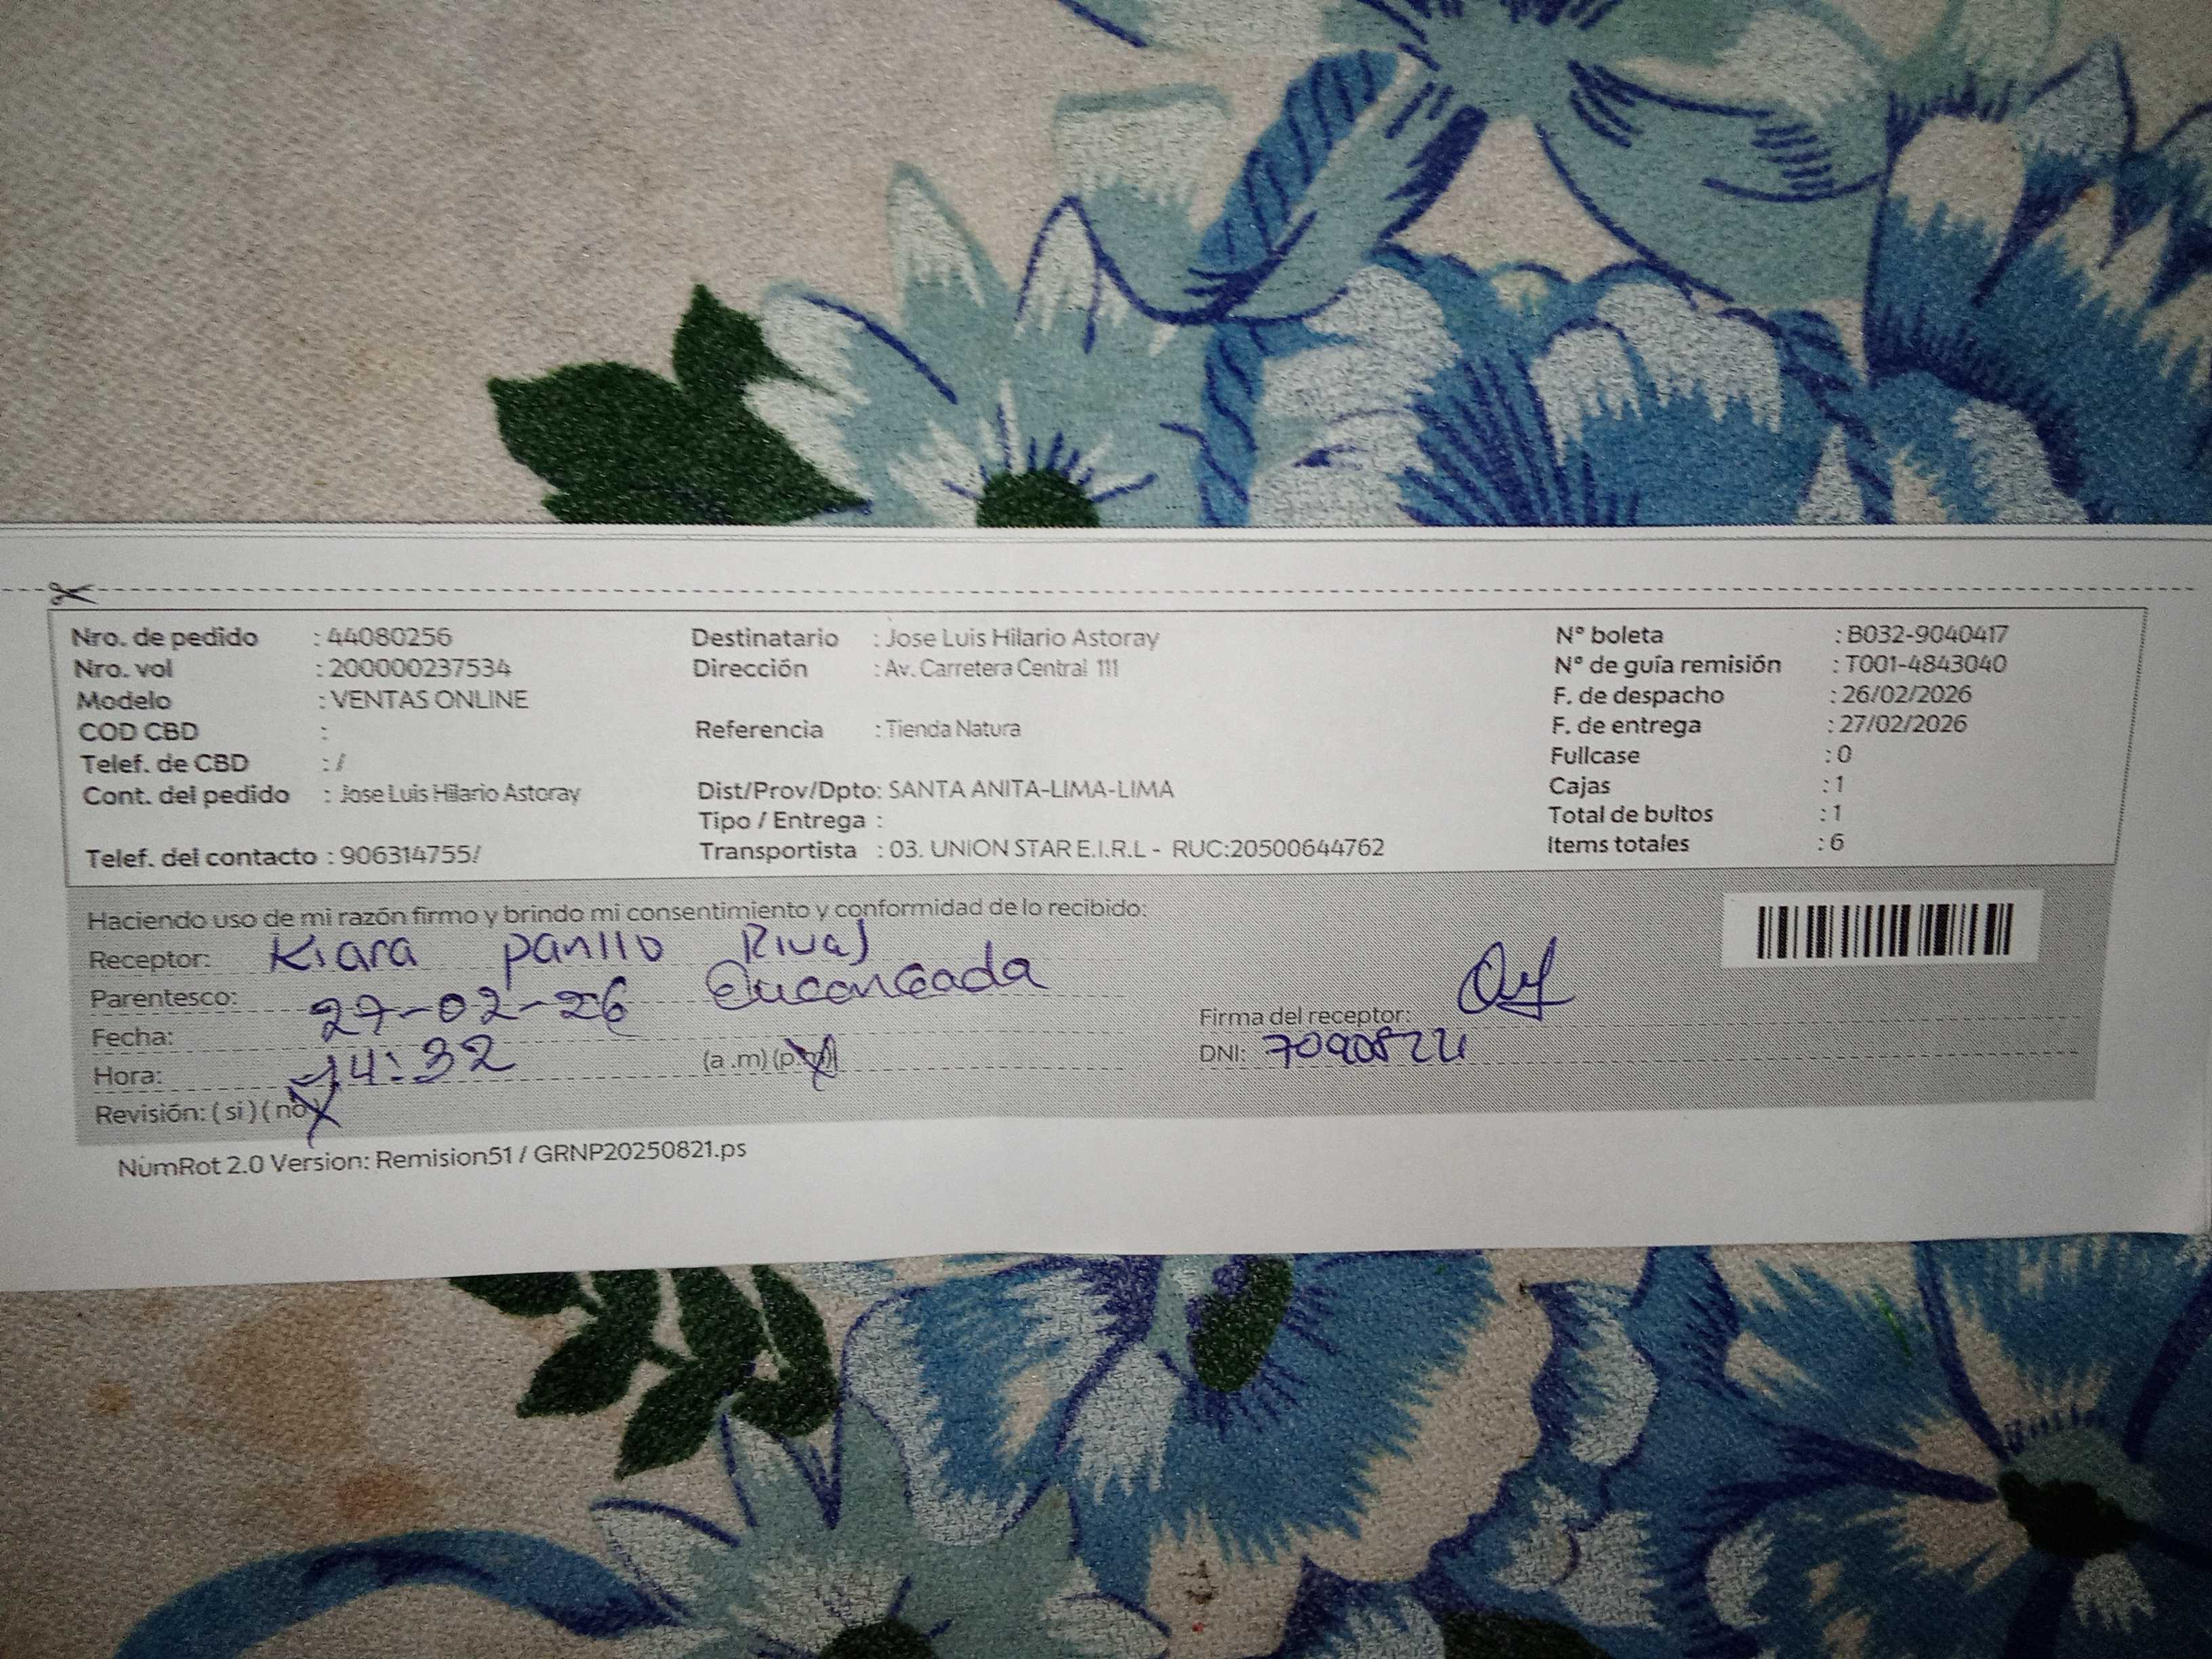 Nro. de pedido : 44080256 Destinatario : Jose Luis Hilario Astoray N° boleta : B032-9040417
Nro. vol : 200000237534 Dirección : Av. Carretera Central 111 N° de guía remisión : T001-4843040
Modelo : VENTAS ONLINE F. de despacho : 26/02/2026
COD CBD : Referencia : Tienda Natura F. de entrega : 27/02/2026
Telef. de CBD : / Fullcase : 0
Cont. del pedido : Jose Luis Hilario Astoray Dist/Prov/Dpto: SANTA ANITA-LIMA-LIMA Cajas : 1
Tipo / Entrega : Total de bultos : 1
Telef. del contacto : 906314755/ Transportista : 03. UNION STAR E.I.R.L - RUC:20500644762 Items totales : 6
Haciendo uso de mi razón firmo y brindo mi consentimiento y conformidad de lo recibido:
Receptor: Kiara
Parentesco:
Fecha: 27-02-26 Firma del receptor:
Hora: 14:32 (a.m) (p.m) DNI:
Revisión: (si) (no)
NúmRot 2.0 Version: Remision51 / GRNP20250821.ps